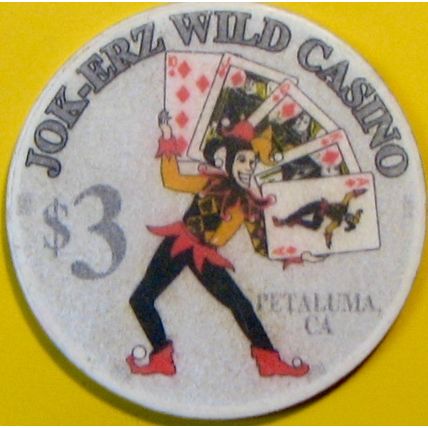 JOK-ERZ WILD CASINO
$3
PETALUMA,
CA